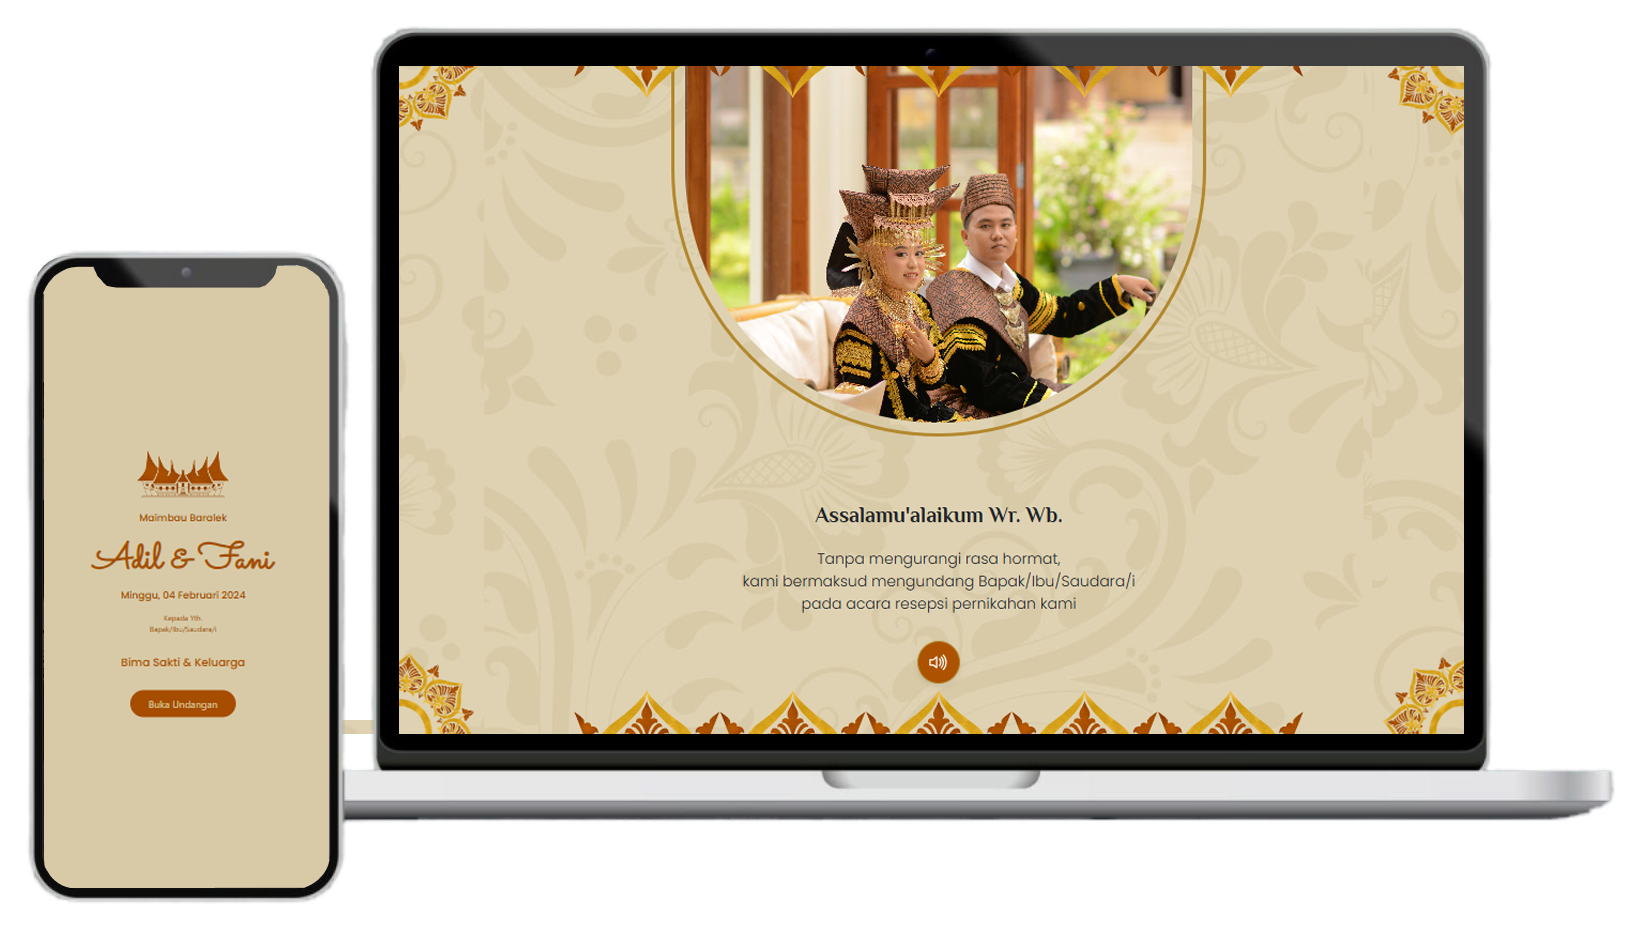 Maimbau Baralek
Adil & Fani
Minggu, 04 Februari 2024
Kepada Yth.
Bapak/Ibu/Saudara/i
Bima Sakti & Keluarga
Buka Undangan
Assalamu'alaikum Wr. Wb.
Tanpa mengurangi rasa hormat,
kami bermaksud mengundang Bapak/Ibu/Saudara/i
pada acara resepsi pernikahan kami